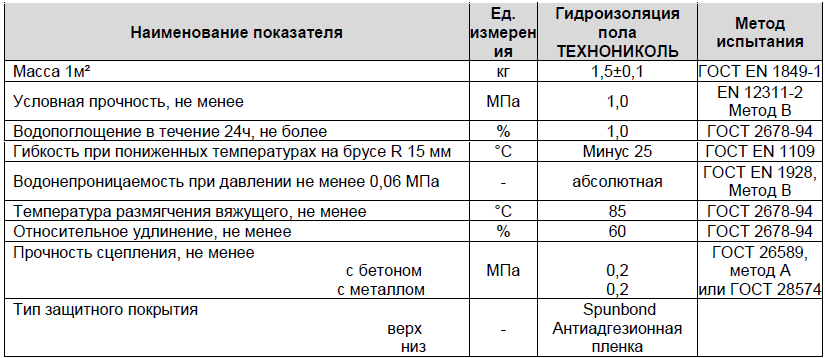 Наименование показателя
Ед.
измерен
ия
Гидроизоляция
пола
ТЕХНОНИКОЛЬ
Метод
испытания
Масса 1м²
кг
1,5±0,1
ГОСТ EN 1849-1
Условная прочность, не менее
МПа
1,0
EN 12311-2
Метод В
Водопоглощение в течение 24ч, не более
%
1,0
ГОСТ 2678-94
Гибкость при пониженных температурах на брусе R 15 мм
°С
Минус 25
ГОСТ EN 1109
Водонепроницаемость при давлении не менее 0,06 МПа
-
абсолютная
ГОСТ EN 1928,
Метод В
Температура размягчения вяжущего, не менее
°С
85
ГОСТ 2678-94
Относительное удлинение, не менее
%
60
ГОСТ 2678-94
Прочность сцепления, не менее
с бетоном
с металлом
МПа
0,2
0,2
ГОСТ 26589,
метод А
или ГОСТ 28574
Тип защитного покрытия
верх
низ
-
Spunbond
Антиадгезионная
пленка